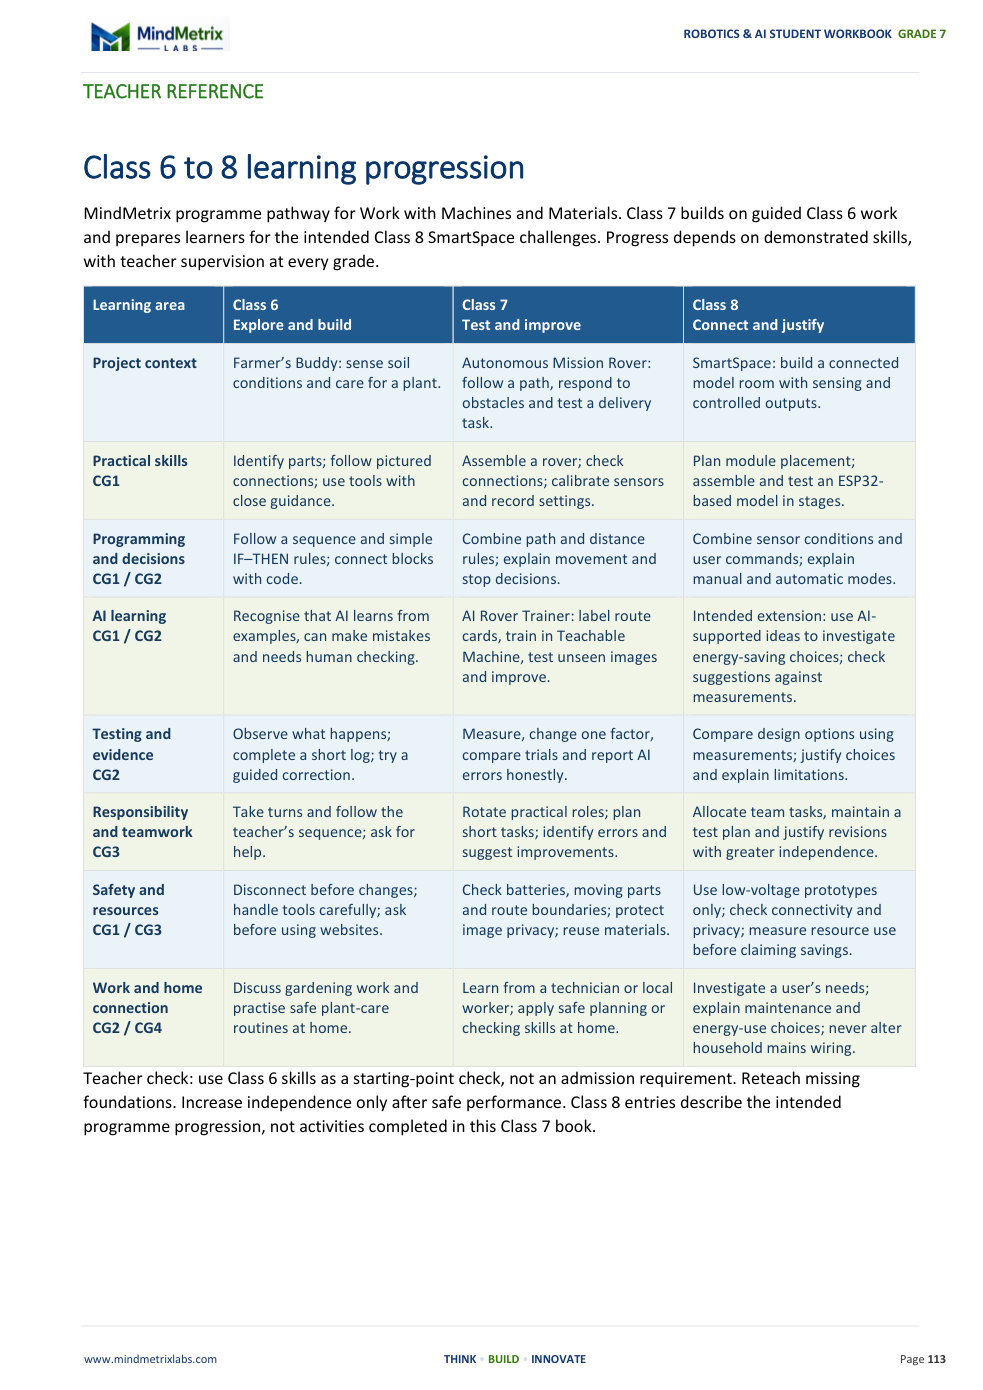 MindMetrix
LABS
ROBOTICS & AI STUDENT WORKBOOK GRADE 7
TEACHER REFERENCE
Class 6 to 8 learning progression
MindMetrix programme pathway for Work with Machines and Materials. Class 7 builds on guided Class 6 work
and prepares learners for the intended Class 8 SmartSpace challenges. Progress depends on demonstrated skills,
with teacher supervision at every grade.
Learning area
Class 6
Explore and build
Class 7
Test and improve
Class 8
Connect and justify
Project context
Farmer’s Buddy: sense soil
conditions and care for a plant.
Autonomous Mission Rover:
follow a path, respond to
obstacles and test a delivery
task.
SmartSpace: build a connected
model room with sensing and
controlled outputs.
Practical skills
CG1
Identify parts; follow pictured
connections; use tools with
close guidance.
Assemble a rover; check
connections; calibrate sensors
and record settings.
Plan module placement;
assemble and test an ESP32-
based model in stages.
Programming
and decisions
CG1 / CG2
Follow a sequence and simple
IF–THEN rules; connect blocks
with code.
Combine path and distance
rules; explain movement and
stop decisions.
Combine sensor conditions and
user commands; explain
manual and automatic modes.
AI learning
CG1 / CG2
Recognise that AI learns from
examples, can make mistakes
and needs human checking.
AI Rover Trainer: label route
cards, train in Teachable
Machine, test unseen images
and improve.
Intended extension: use AI-
supported ideas to investigate
energy-saving choices; check
suggestions against
measurements.
Testing and
evidence
CG2
Observe what happens;
complete a short log; try a
guided correction.
Measure, change one factor,
compare trials and report AI
errors honestly.
Compare design options using
measurements; justify choices
and explain limitations.
Responsibility
and teamwork
CG3
Take turns and follow the
teacher’s sequence; ask for
help.
Rotate practical roles; plan
short tasks; identify errors and
suggest improvements.
Allocate team tasks, maintain a
test plan and justify revisions
with greater independence.
Safety and
resources
CG1 / CG3
Disconnect before changes;
handle tools carefully; ask
before using websites.
Check batteries, moving parts
and route boundaries; protect
image privacy; reuse materials.
Use low-voltage prototypes
only; check connectivity and
privacy; measure resource use
before claiming savings.
Work and home
connection
CG2 / CG4
Discuss gardening work and
practise safe plant-care
routines at home.
Learn from a technician or local
worker; apply safe planning or
checking skills at home.
Investigate a user’s needs;
explain maintenance and
energy-use choices; never alter
household mains wiring.
Teacher check: use Class 6 skills as a starting-point check, not an admission requirement. Reteach missing
foundations. Increase independence only after safe performance. Class 8 entries describe the intended
programme progression, not activities completed in this Class 7 book.
www.mindmetrixlabs.com
THINK • BUILD • INNOVATE
Page 113